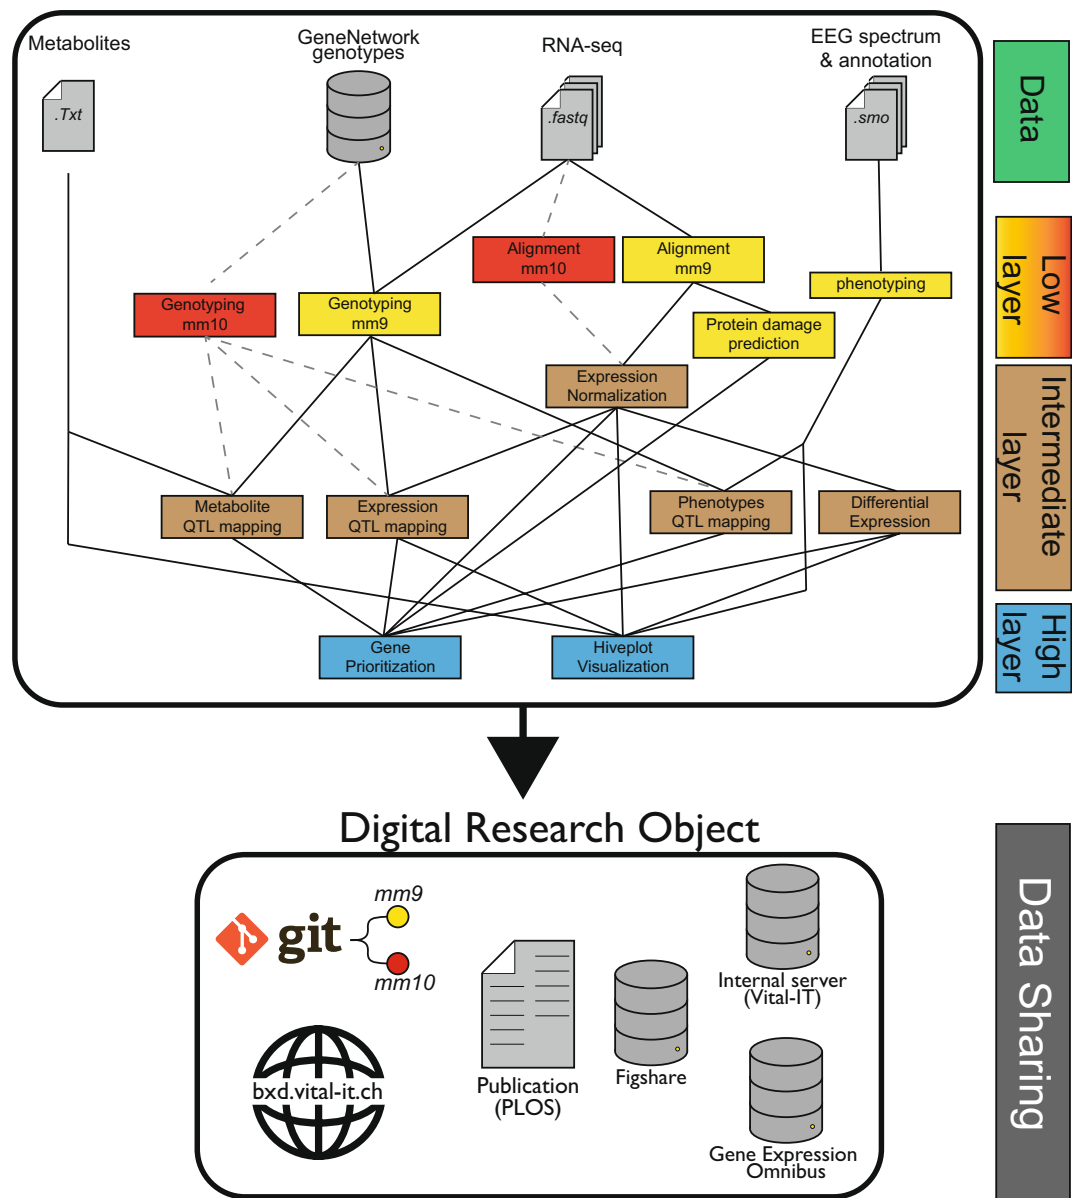 Metabolites
GeneNetwork
genotypes
RNA-seq
EEG spectrum
& annotation
.Txt
.fastq
.smo
Data
Alignment
mm10
Alignment
mm9
Low
layer
Genotyping
mm10
Genotyping
mm9
phenotyping
Protein damage
prediction
Expression
Normalization
Intermediate
layer
Metabolite
QTL mapping
Expression
QTL mapping
Phenotypes
QTL mapping
Differential
Expression
High
layer
Gene
Prioritization
Hiveplot
Visualization
Digital Research Object
git
mm9
mm10
bxd.vital-it.ch
Publication
(PLOS)
Figshare
Internal server
(Vital-IT)
Gene Expression
Omnibus
Data Sharing